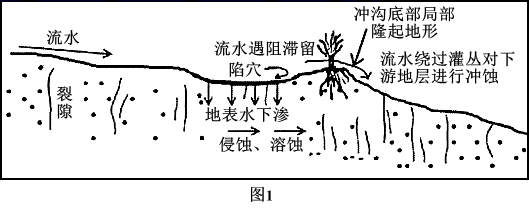 流水
流水遇阻滞留
陷穴
冲沟底部局部
隆起地形
流水绕过灌丛对下
游地层进行冲蚀
裂
隙
地表水下渗
侵蚀、溶蚀
图1